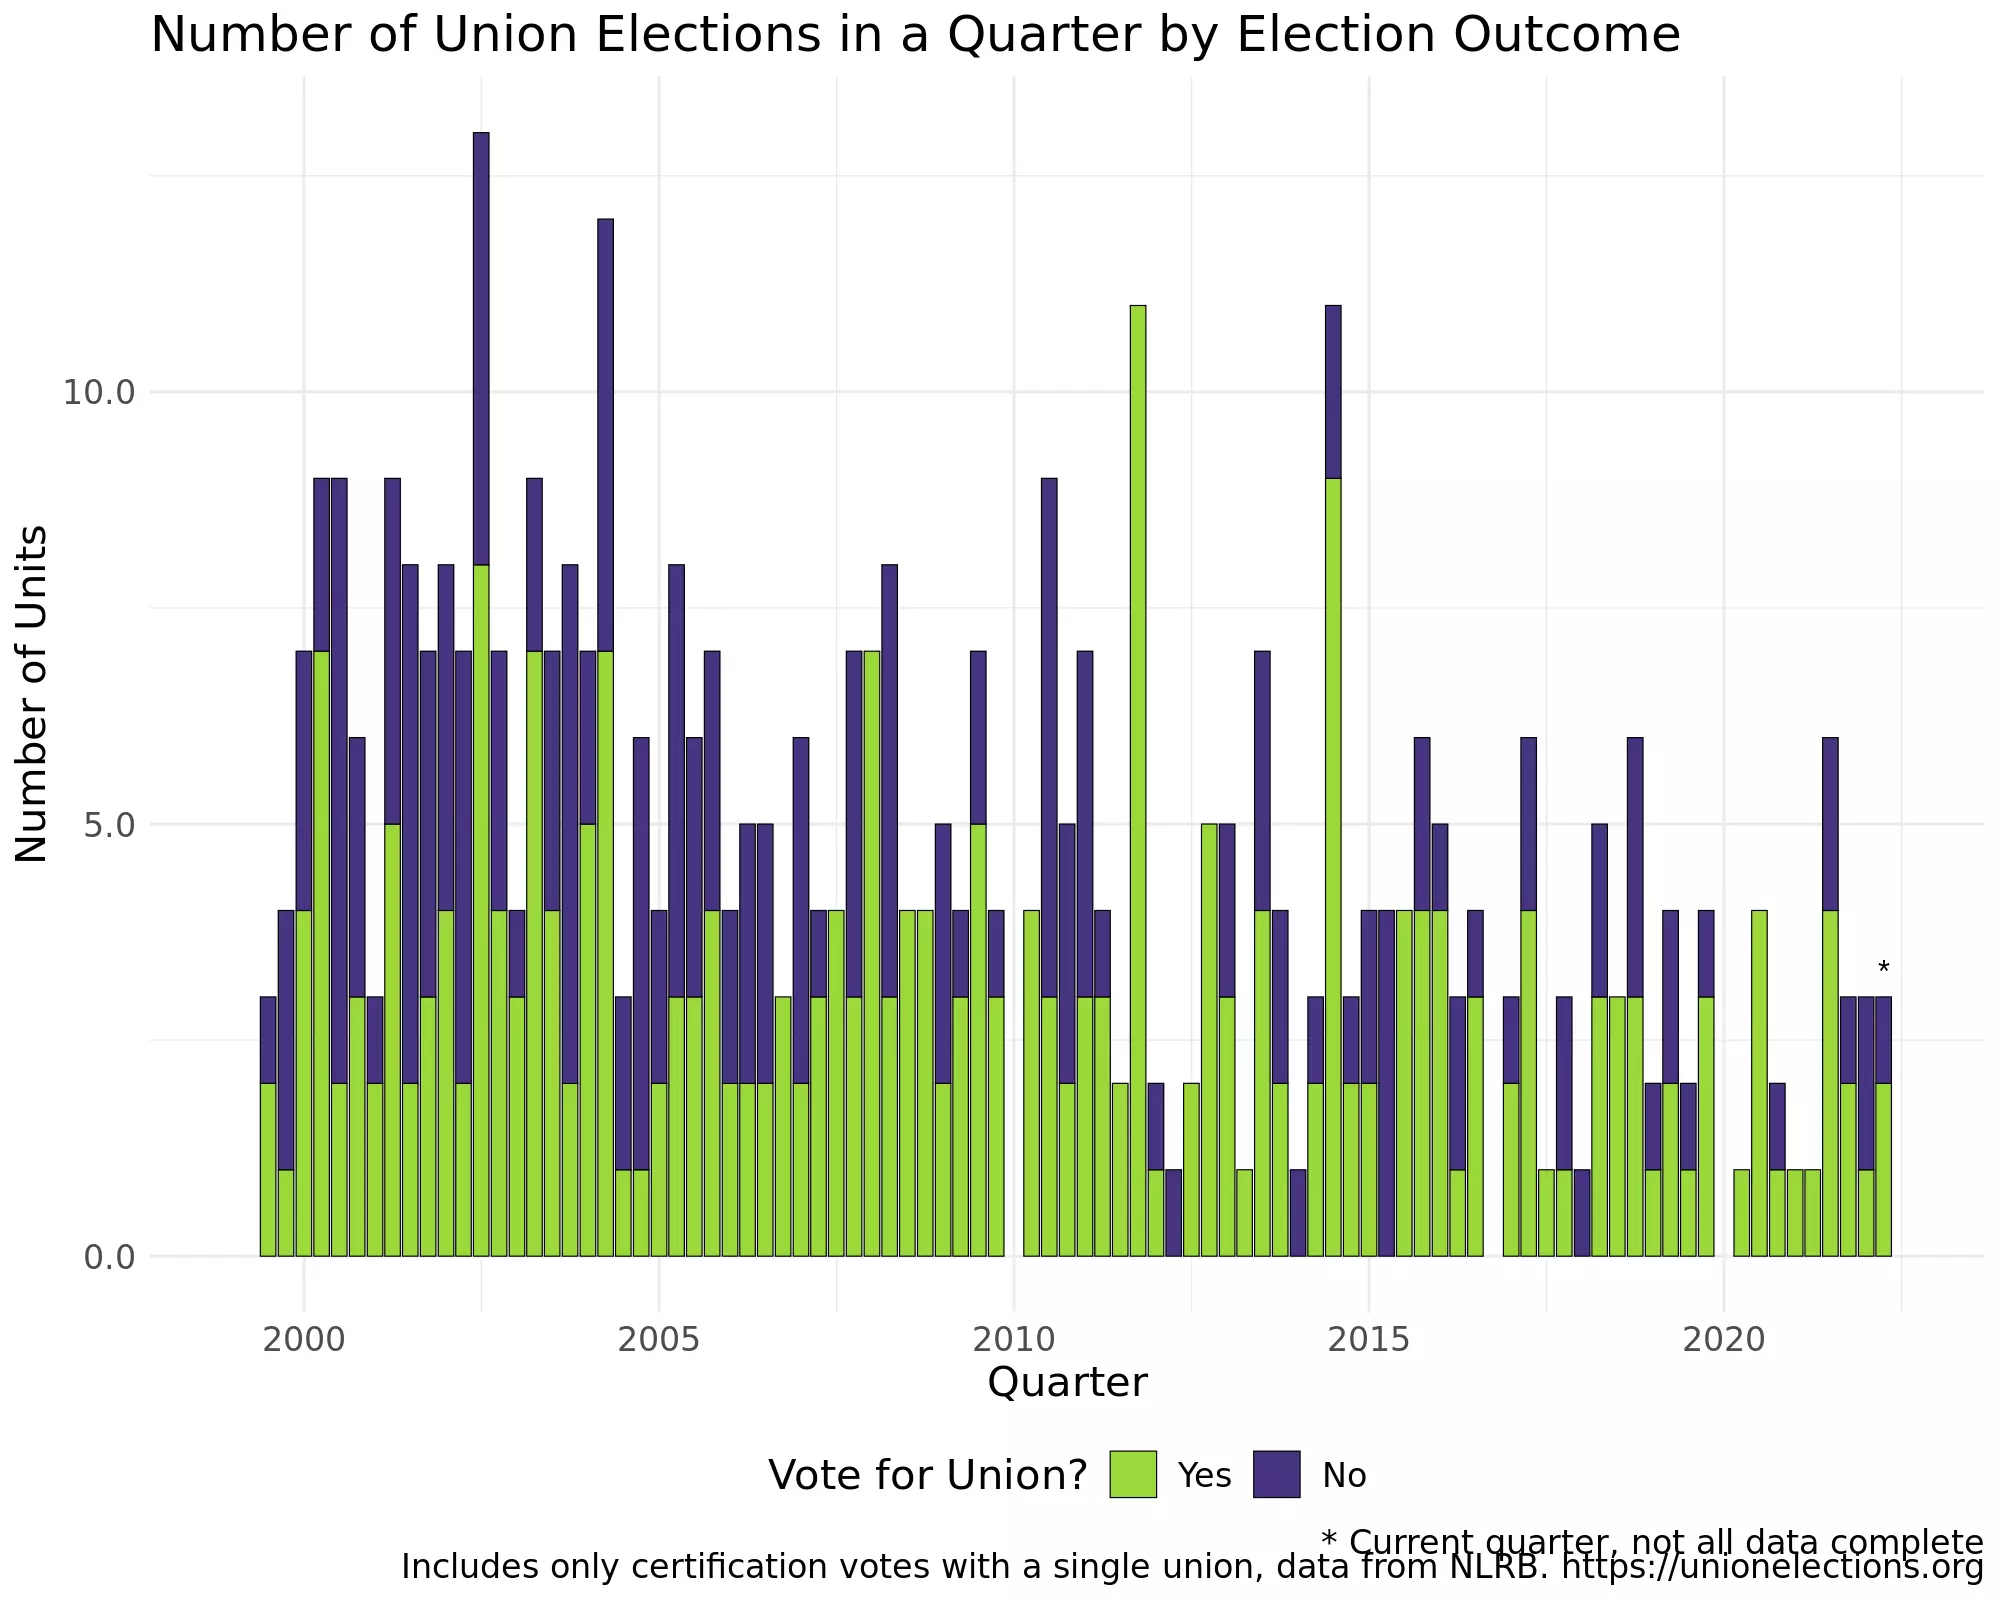 Number of Union Elections in a Quarter by Election Outcome
10.0
5.0
0.0
Number of Units
2000 2005 2010 2015 2020
Quarter
*
Vote for Union? Yes No
* Current quarter, not all data complete
Includes only certification votes with a single union, data from NLRB. https://unionelections.org